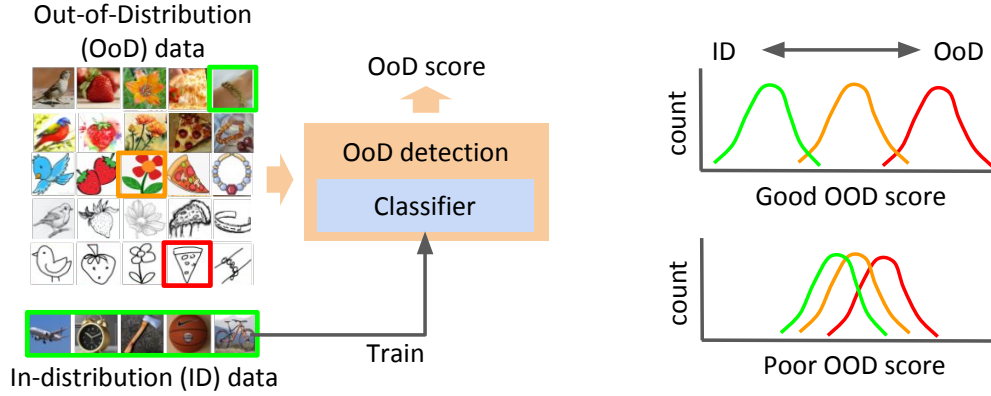 Out-of-Distribution
(OoD) data
OoD score
OoD detection
Classifier
Train
In-distribution (ID) data
ID
OoD
count
Good OOD score
count
Poor OOD score